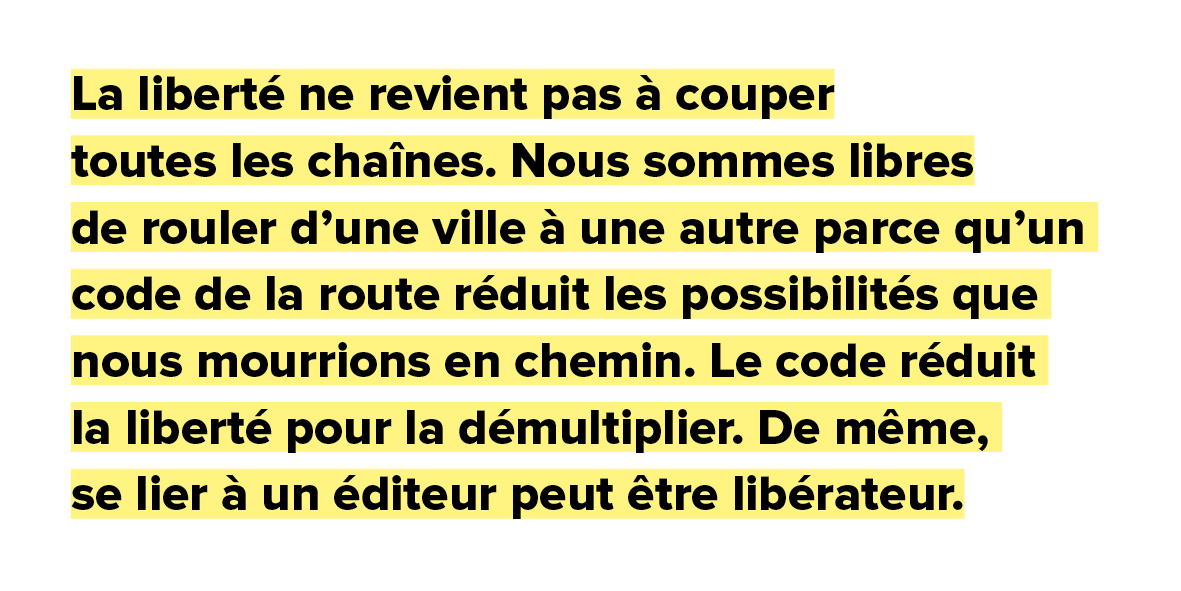 La liberté ne revient pas à couper
toutes les chaînes. Nous sommes libres
de rouler d’une ville à une autre parce qu’un
code de la route réduit les possibilités que
nous mourrions en chemin. Le code réduit
la liberté pour la démultiplier. De même,
se lier à un éditeur peut être libérateur.